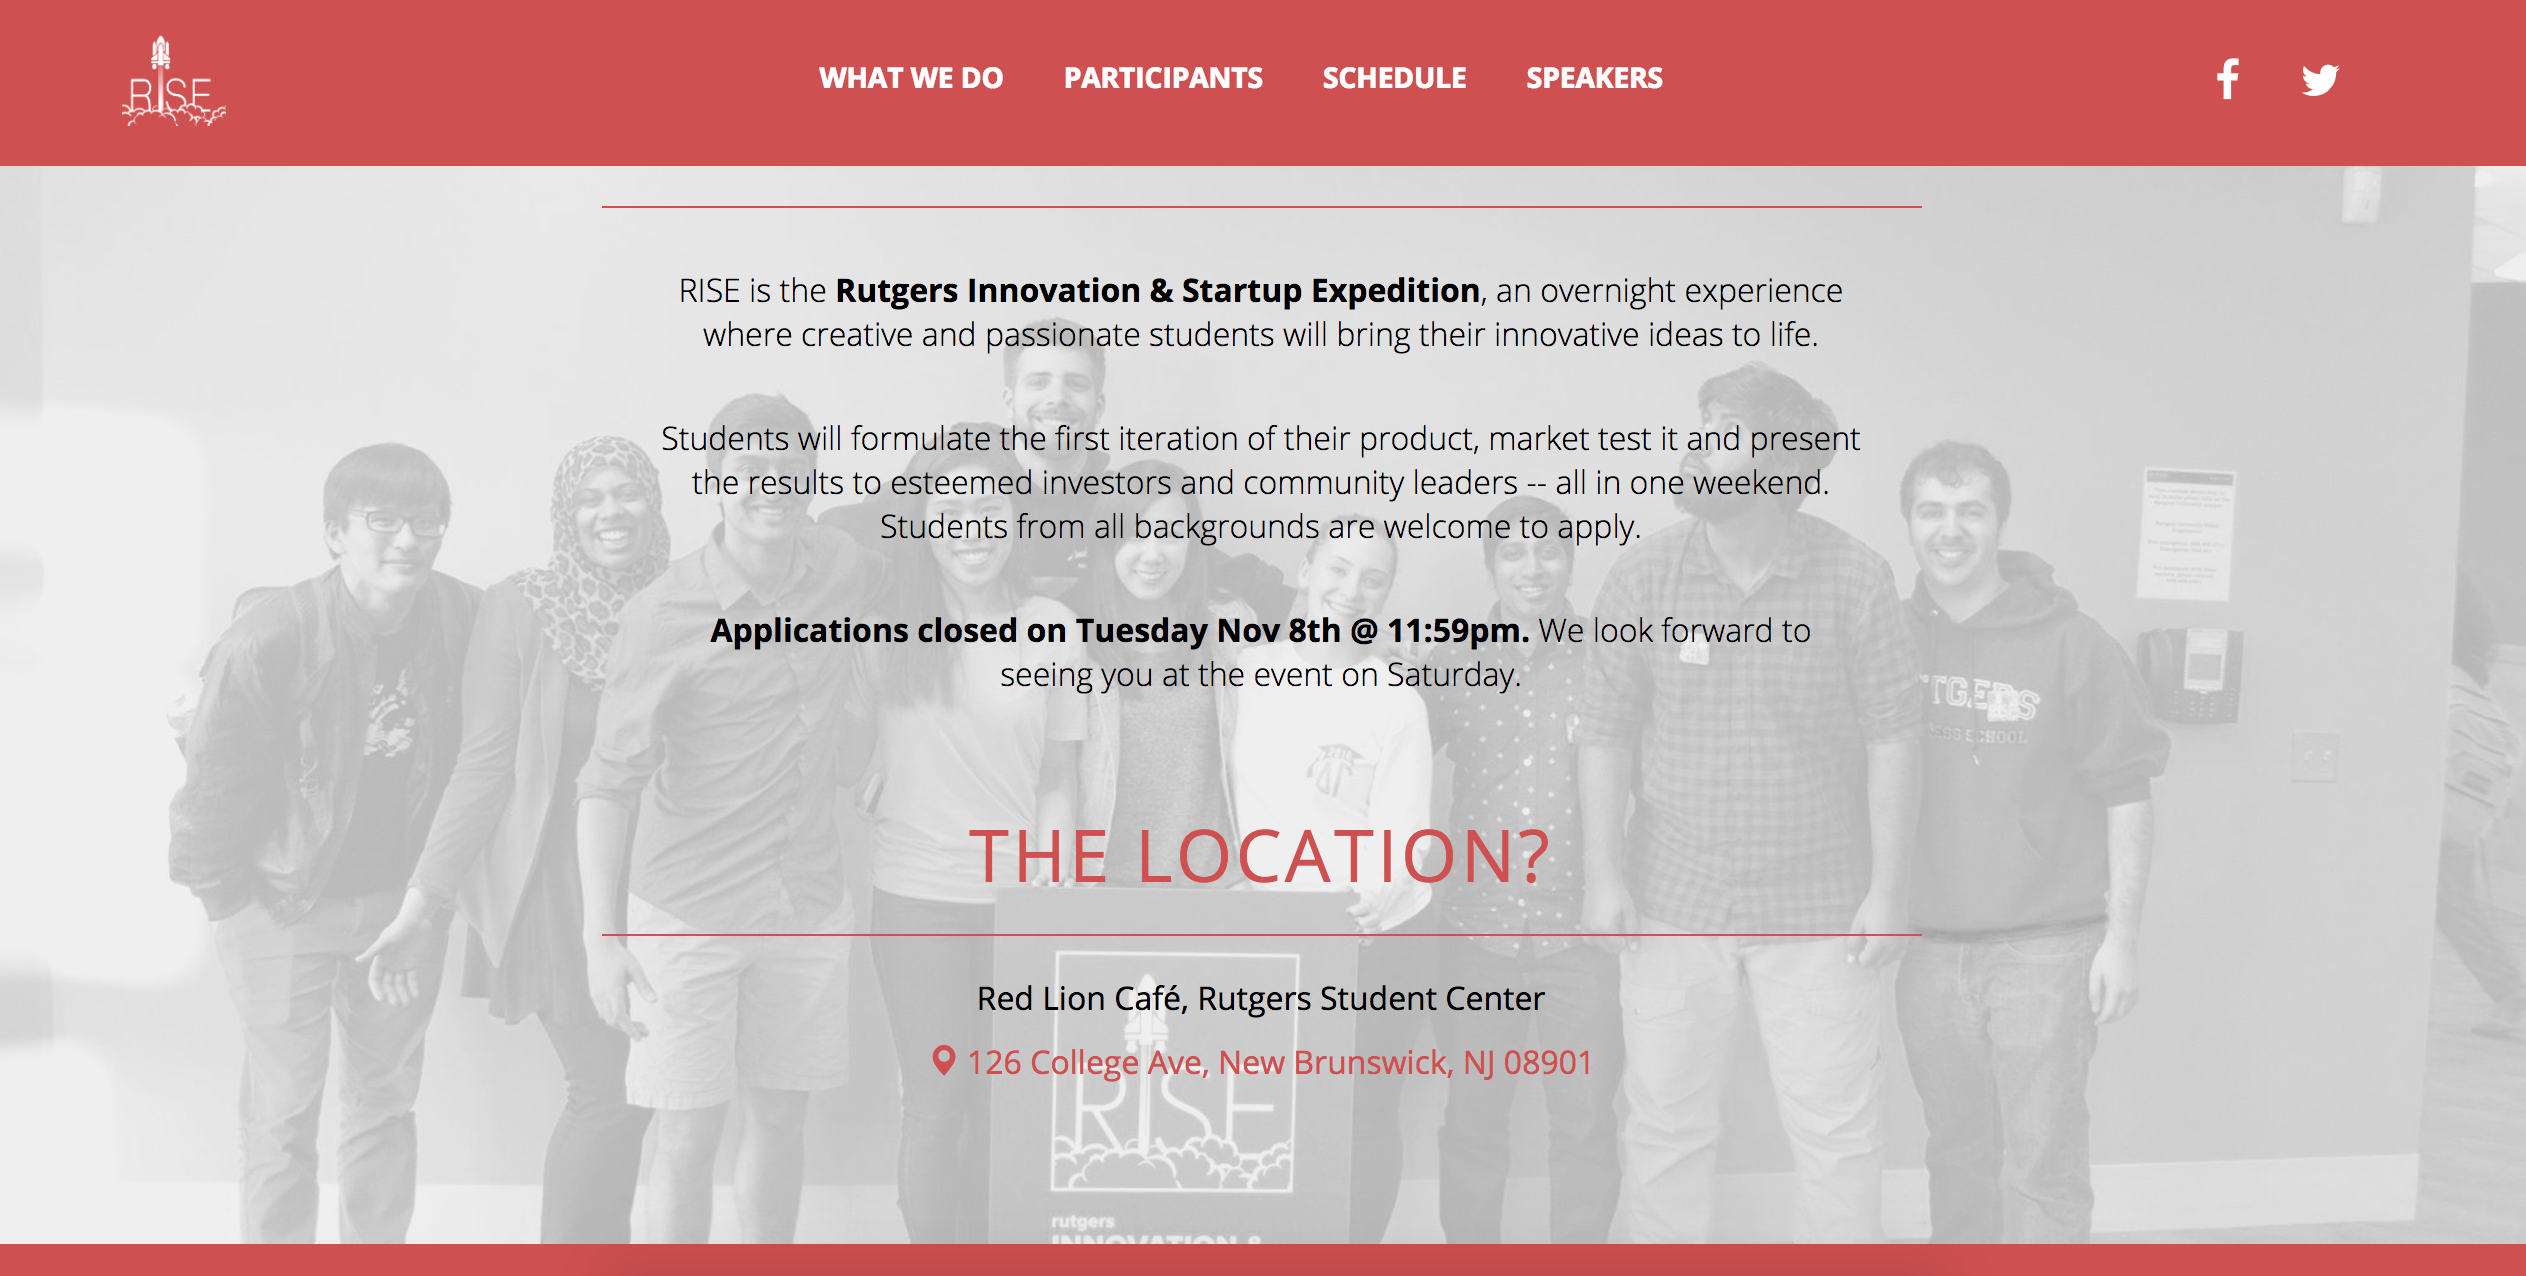 RISE
WHAT WE DO
PARTICIPANTS
SCHEDULE
SPEAKERS
RISE is the Rutgers Innovation & Startup Expedition, an overnight experience
where creative and passionate students will bring their innovative ideas to life.
Students will formulate the first iteration of their product, market test it and present
the results to esteemed investors and community leaders -- all in one weekend.
Students from all backgrounds are welcome to apply.
Applications closed on Tuesday Nov 8th @ 11:59pm. We look forward to
seeing you at the event on Saturday.
THE LOCATION?
Red Lion Café, Rutgers Student Center
126 College Ave, New Brunswick, NJ 08901
RISE
rutgers
INNOVATION &